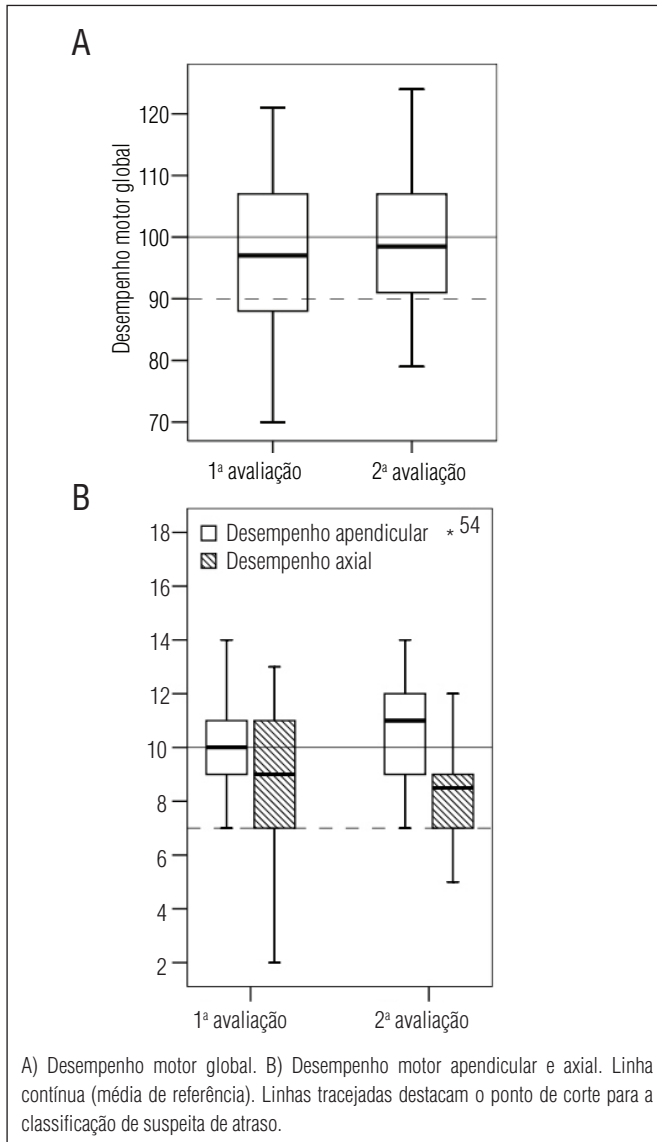 A
Desempenho motor global
120
110
100
90
80
70
1ª avaliação 2ª avaliação
B
Desempenho apendicular * 54
Desempenho axial
18
16
14
12
10
8
6
4
2
1ª avaliação 2ª avaliação
A) Desempenho motor global. B) Desempenho motor apendicular e axial. Linha
contínua (média de referência). Linhas tracejadas destacam o ponto de corte para a
classificação de suspeita de atraso.